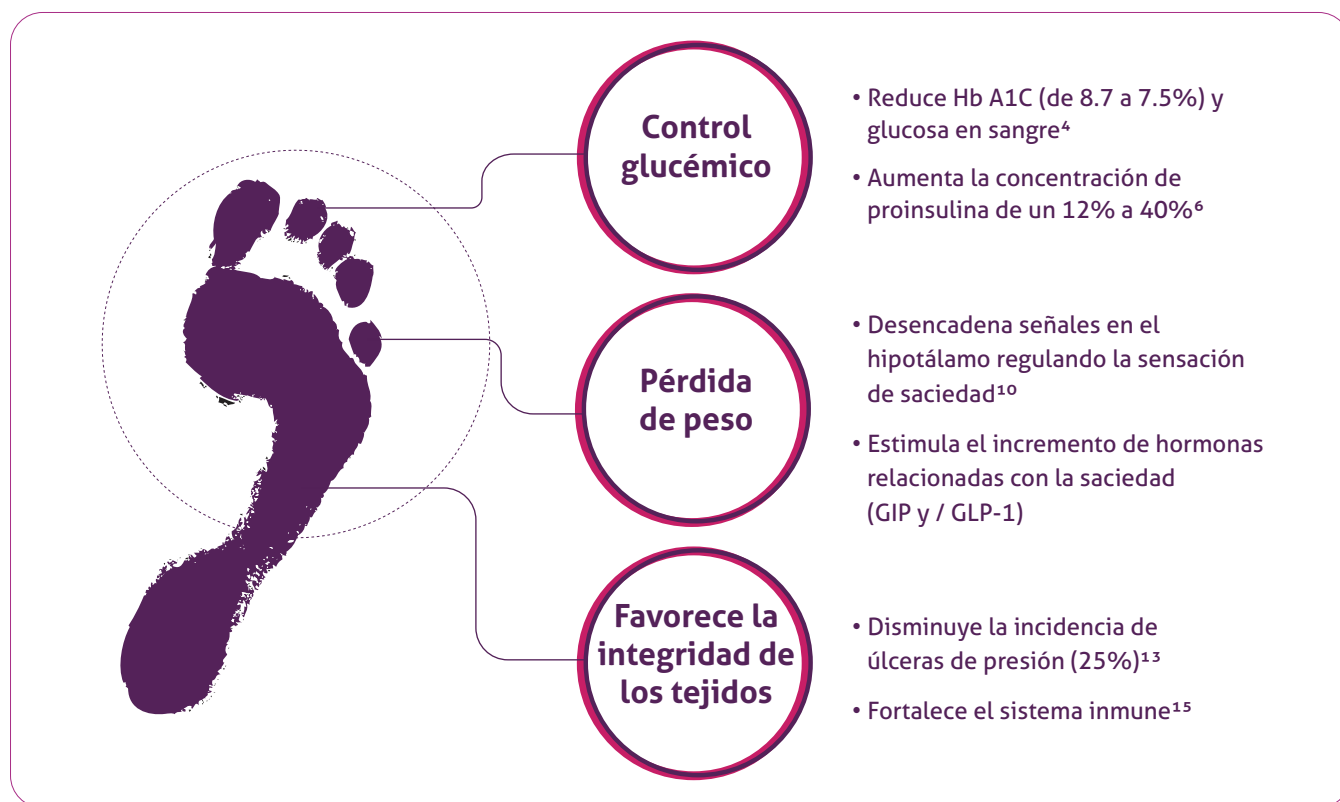 Control
glucémico
• Reduce Hb A1C (de 8.7 a 7.5%) y
glucosa en sangre⁴
• Aumenta la concentración de
proinsulina de un 12% a 40%⁶
Pérdida
de peso
• Desencadena señales en el
hipotálamo regulando la sensación
de saciedad¹⁰
• Estimula el incremento de hormonas
relacionadas con la saciedad
(GIP y / GLP-1)
Favorece la
integridad de
los tejidos
• Disminuye la incidencia de
úlceras de presión (25%)¹³
• Fortalece el sistema inmune¹⁵